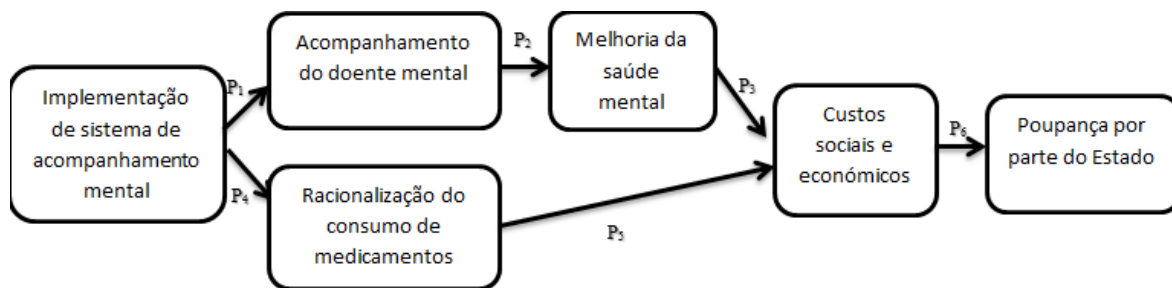 Implementação
de sistema de
acompanhamento
mental
P1
Acompanhamento
do doente mental
P2
Melhoria da
saúde
mental
P3
P4
Racionalização do
consumo de
medicamentos
P5
Custos
sociais e
económicos
P6
Poupança por
parte do Estado